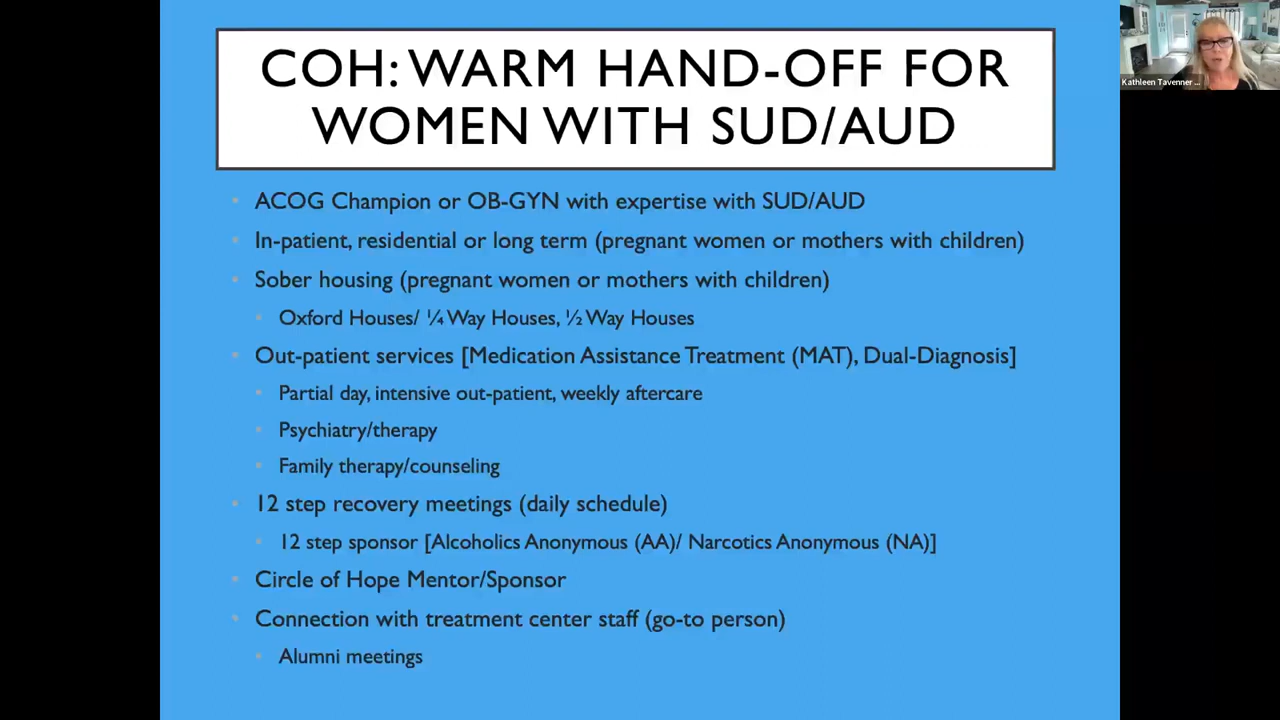 COH: WARM HAND-OFF FOR
WOMEN WITH SUD/AUD
Kathleen Tavenner ...
ACOG Champion or OB-GYN with expertise with SUD/AUD
In-patient, residential or long term (pregnant women or mothers with children)
Sober housing (pregnant women or mothers with children)
Oxford Houses/ ¼ Way Houses, ½ Way Houses
Out-patient services [Medication Assistance Treatment (MAT), Dual-Diagnosis]
Partial day, intensive out-patient, weekly aftercare
Psychiatry/therapy
Family therapy/counseling
12 step recovery meetings (daily schedule)
12 step sponsor [Alcoholics Anonymous (AA)/ Narcotics Anonymous (NA)]
Circle of Hope Mentor/Sponsor
Connection with treatment center staff (go-to person)
Alumni meetings